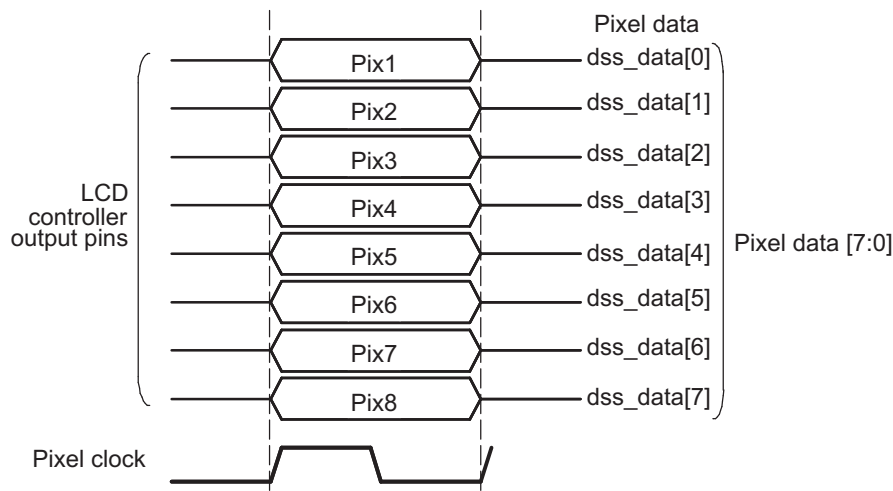 Pixel data
Pix1 dss_data[0]
Pix2 dss_data[1]
Pix3 dss_data[2]
LCD
controller
output pins
Pix4 dss_data[3]
Pix5 dss_data[4]
Pixel data [7:0]
Pix6 dss_data[5]
Pix7 dss_data[6]
Pix8 dss_data[7]
Pixel clock